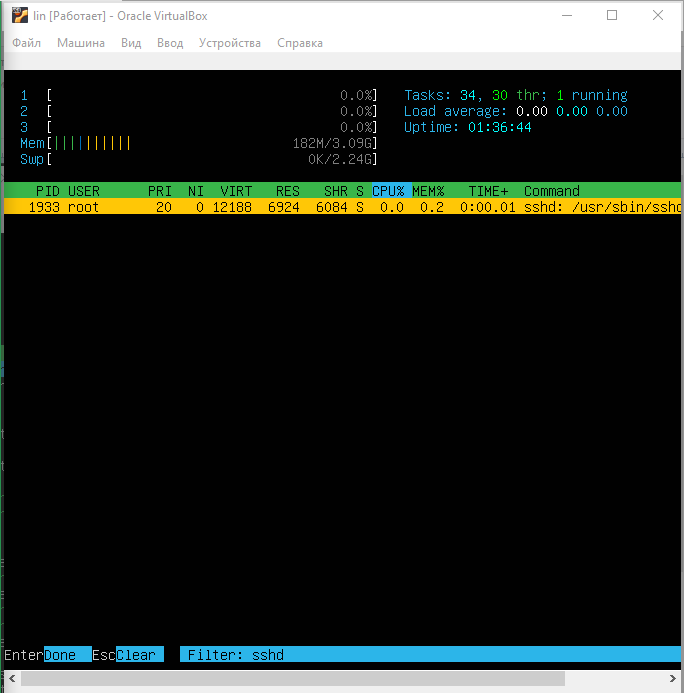 lin [Работает] - Oracle VirtualBox
Файл Машина Вид Ввод Устройства Справка
1 [ 0.0%] Tasks: 34, 30 thr; 1 running
2 [ 0.0%] Load average: 0.00 0.00 0.00
3 [ 0.0%] Uptime: 01:36:44
Mem[|||||||||| 182M/3.09G]
Swp[ 0K/2.24G]
PID USER PRI NI VIRT RES SHR S CPU% MEM% TIME+ Command
1933 root 20 0 12188 6924 6084 S 0.0 0.2 0:00.01 sshd: /usr/sbin/sshd
EnterDone EscClear Filter: sshd